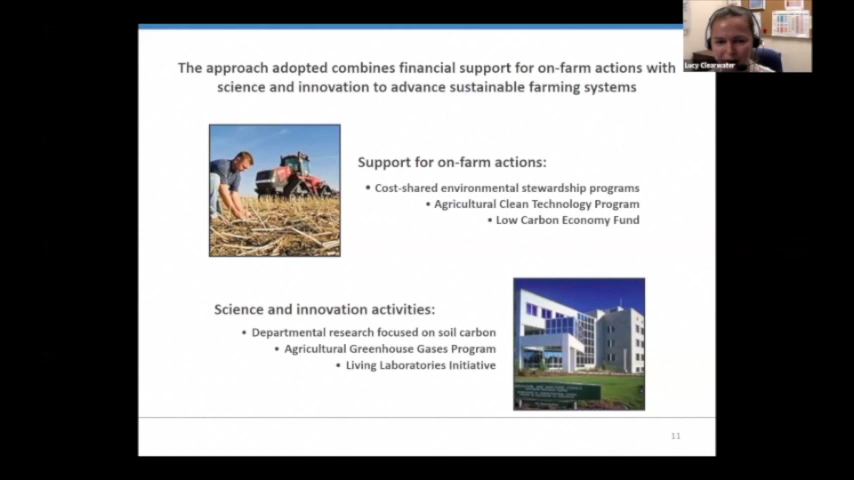 Lucy Clearwater
The approach adopted combines financial support for on-farm actions with
science and innovation to advance sustainable farming systems
Support for on-farm actions:
• Cost-shared environmental stewardship programs
• Agricultural Clean Technology Program
• Low Carbon Economy Fund
Science and innovation activities:
• Departmental research focused on soil carbon
• Agricultural Greenhouse Gases Program
• Living Laboratories Initiative
11